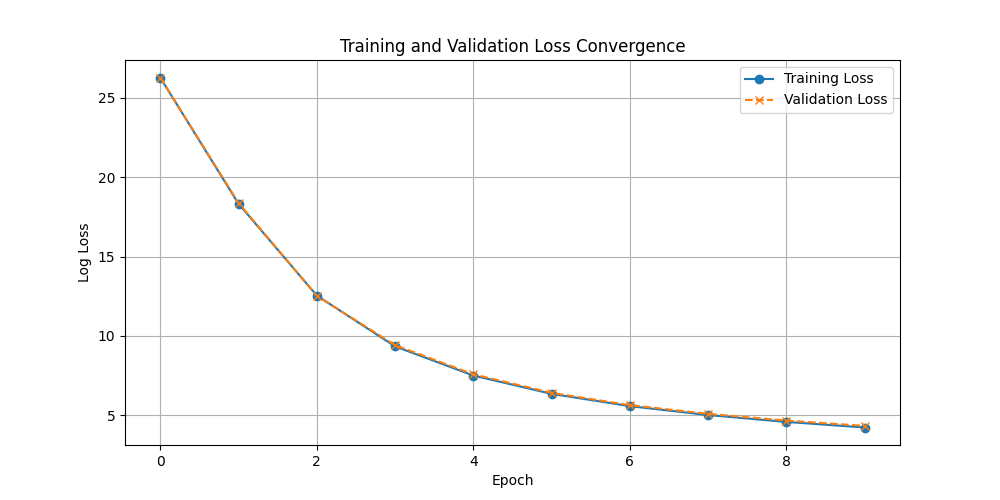 Training and Validation Loss Convergence
Training Loss
Validation Loss
Log Loss
25
20
15
10
5
0 2 4 6 8
Epoch